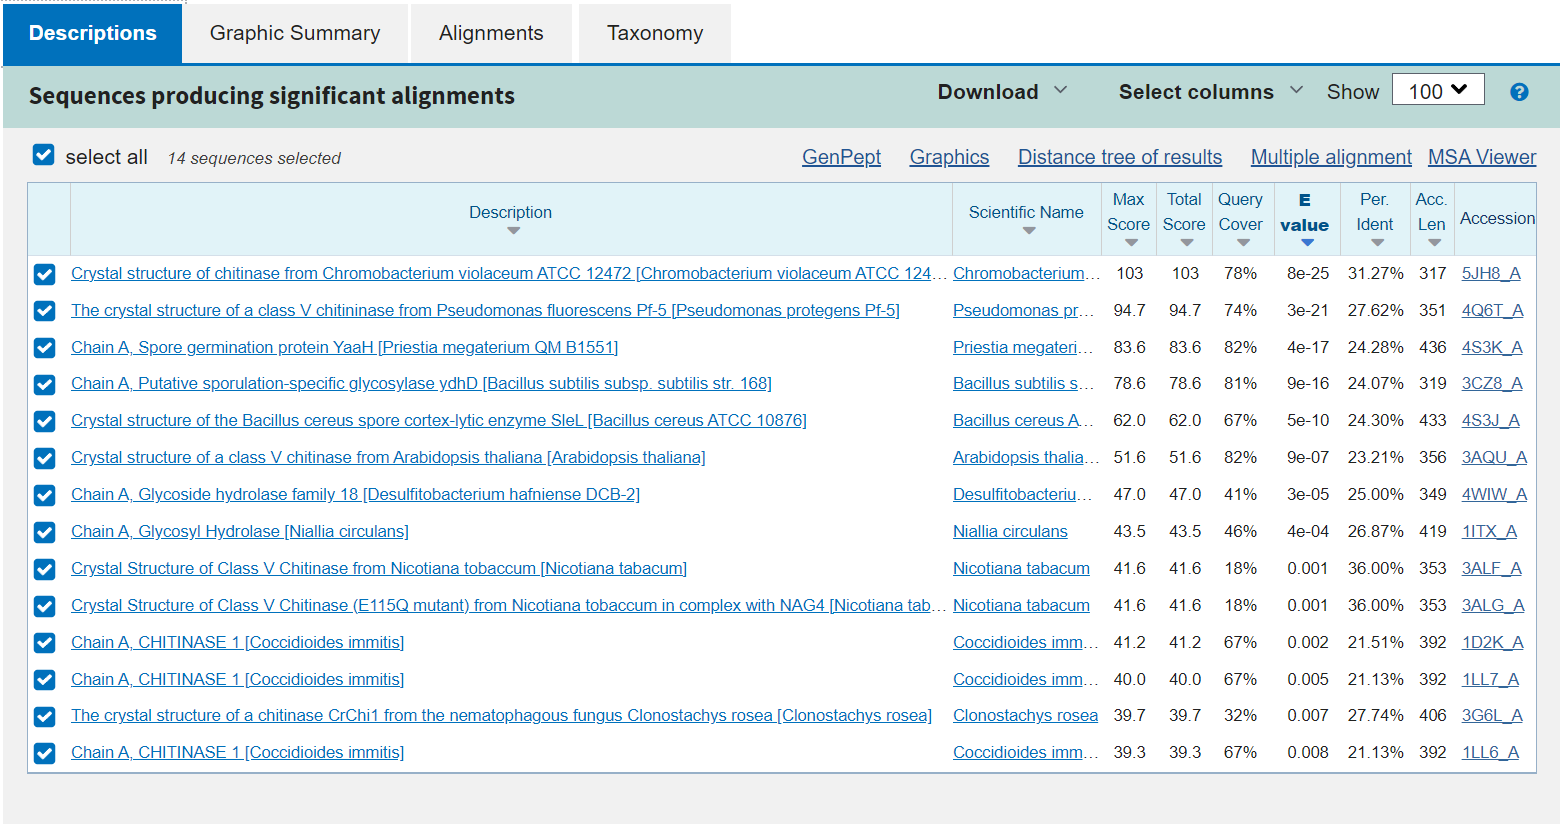 Descriptions Graphic Summary Alignments Taxonomy
Sequences producing significant alignments Download Select columns Show 100 ?
select all 14 sequences selected GenPept Graphics Distance tree of results Multiple alignment MSA Viewer
Description Scientific Name Max Score Total Score Query Cover E value Per. Ident Acc. Len Accession
Crystal structure of chitinase from Chromobacterium violaceum ATCC 12472 [Chromobacterium violaceum ATCC 124... Chromobacterium... 103 103 78% 8e-25 31.27% 317 5JH8_A
The crystal structure of a class V chitininase from Pseudomonas fluorescens Pf-5 [Pseudomonas protegens Pf-5] Pseudomonas pr... 94.7 94.7 74% 3e-21 27.62% 351 4Q6T_A
Chain A, Spore germination protein YaaH [Priestia megaterium QM B1551] Priestia megateri... 83.6 83.6 82% 4e-17 24.28% 436 4S3K_A
Chain A, Putative sporulation-specific glycosylase ydhD [Bacillus subtilis subsp. subtilis str. 168] Bacillus subtilis s... 78.6 78.6 81% 9e-16 24.07% 319 3CZ8_A
Crystal structure of the Bacillus cereus spore cortex-lytic enzyme SleL [Bacillus cereus ATCC 10876] Bacillus cereus A... 62.0 62.0 67% 5e-10 24.30% 433 4S3J_A
Crystal structure of a class V chitinase from Arabidopsis thaliana [Arabidopsis thaliana] Arabidopsis thalia... 51.6 51.6 82% 9e-07 23.21% 356 3AQU_A
Chain A, Glycoside hydrolase family 18 [Desulfitobacterium hafniense DCB-2] Desulfitobacteriu... 47.0 47.0 41% 3e-05 25.00% 349 4WIW_A
Chain A, Glycosyl Hydrolase [Niallia circulans] Niallia circulans 43.5 43.5 46% 4e-04 26.87% 419 1ITX_A
Crystal Structure of Class V Chitinase from Nicotiana tobaccum [Nicotiana tabacum] Nicotiana tabacum 41.6 41.6 18% 0.001 36.00% 353 3ALF_A
Crystal Structure of Class V Chitinase (E115Q mutant) from Nicotiana tobaccum in complex with NAG4 [Nicotiana tab... Nicotiana tabacum 41.6 41.6 18% 0.001 36.00% 353 3ALG_A
Chain A, CHITINASE 1 [Coccidioides immitis] Coccidioides imm... 41.2 41.2 67% 0.002 21.51% 392 1D2K_A
Chain A, CHITINASE 1 [Coccidioides immitis] Coccidioides imm... 40.0 40.0 67% 0.005 21.13% 392 1LL7_A
The crystal structure of a chitinase CrChi1 from the nematophagous fungus Clonostachys rosea [Clonostachys rosea] Clonostachys rosea 39.7 39.7 32% 0.007 27.74% 406 3G6L_A
Chain A, CHITINASE 1 [Coccidioides immitis] Coccidioides imm... 39.3 39.3 67% 0.008 21.13% 392 1LL6_A